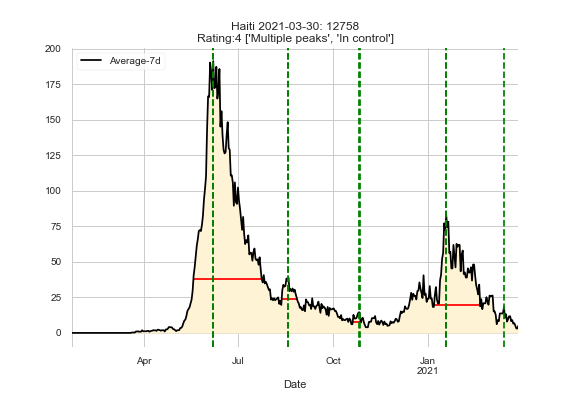 Haiti 2021-03-30: 12758
Rating:4 ['Multiple peaks', 'In control']
200
Average-7d
175
150
125
100
75
50
25
0
Apr Jul Oct Jan
2021
Date